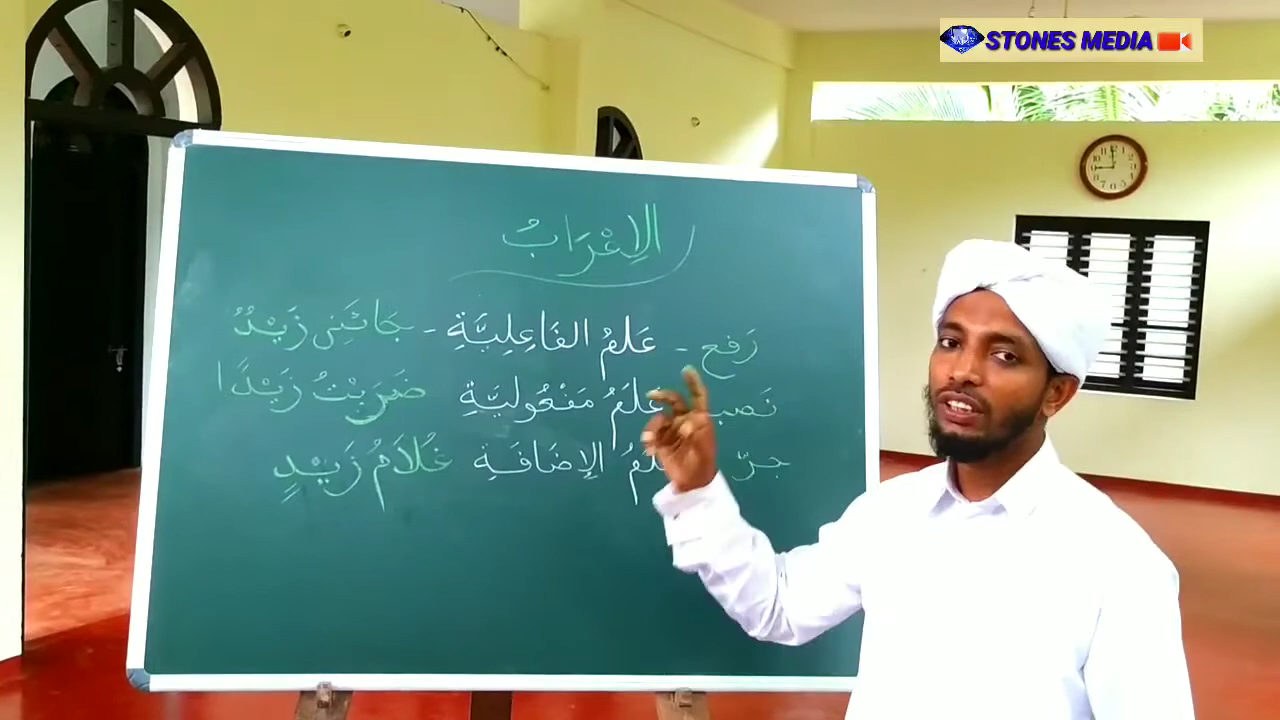 STONES MEDIA
الإعْرَابُ
رَفع - عَلَمُ الفَاعِلِيَّةِ - جَائَنِى زَيْدٌ
نَصب عَلَمُ مَفْعُولِيَّةِ ضَرَبْتُ زَيْدًا
جرّ الإضَافَةِ غُلَامُ زَيْدٍ